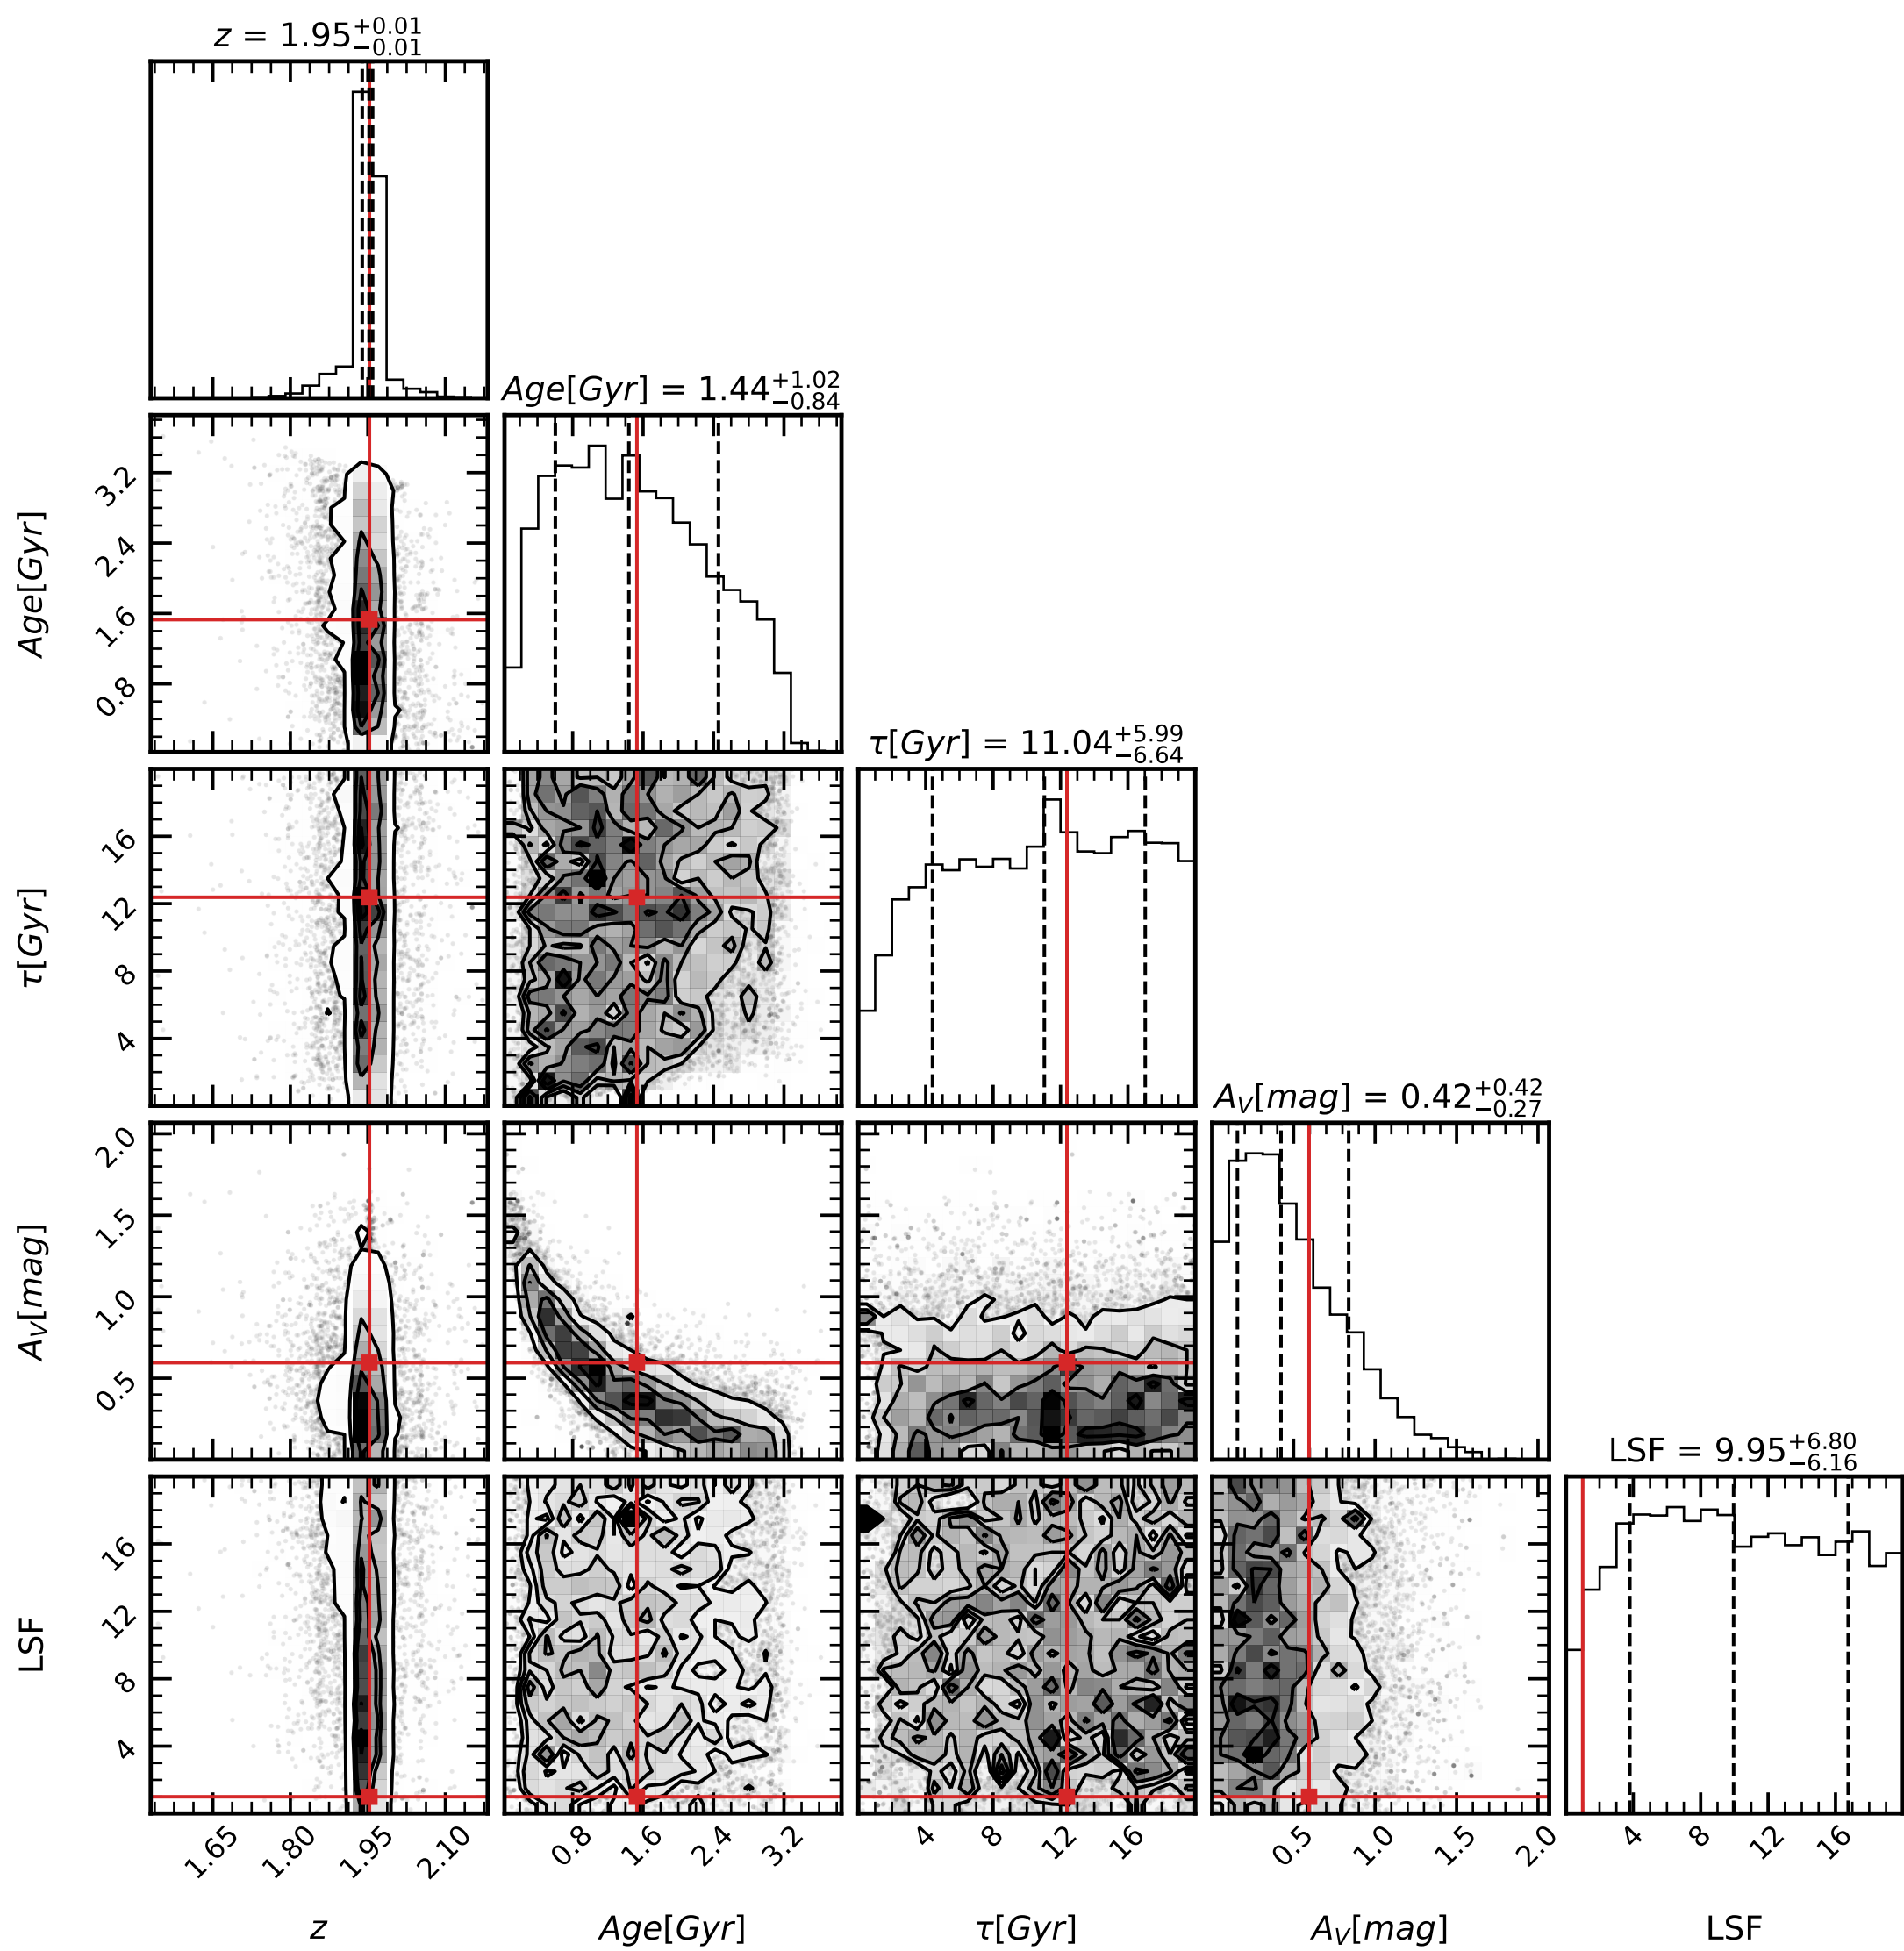 z = 1.95 +0.01 −0.01
Age[Gyr] = 1.44 +1.02 −0.84
3.2
2.4
1.6
0.8
Age[Gyr]
τ[Gyr] = 11.04 +5.99 −6.64
16
12
8
4
τ[Gyr]
A_V[mag] = 0.42 +0.42 −0.27
2.0
1.5
1.0
0.5
A_V[mag]
LSF = 9.95 +6.80 −6.16
16
12
8
4
LSF
1.65 1.80 1.95 2.10 0.8 1.6 2.4 3.2 4 8 12 16 0.5 1.0 1.5 2.0 4 8 12 16
z Age[Gyr] τ[Gyr] A_V[mag] LSF